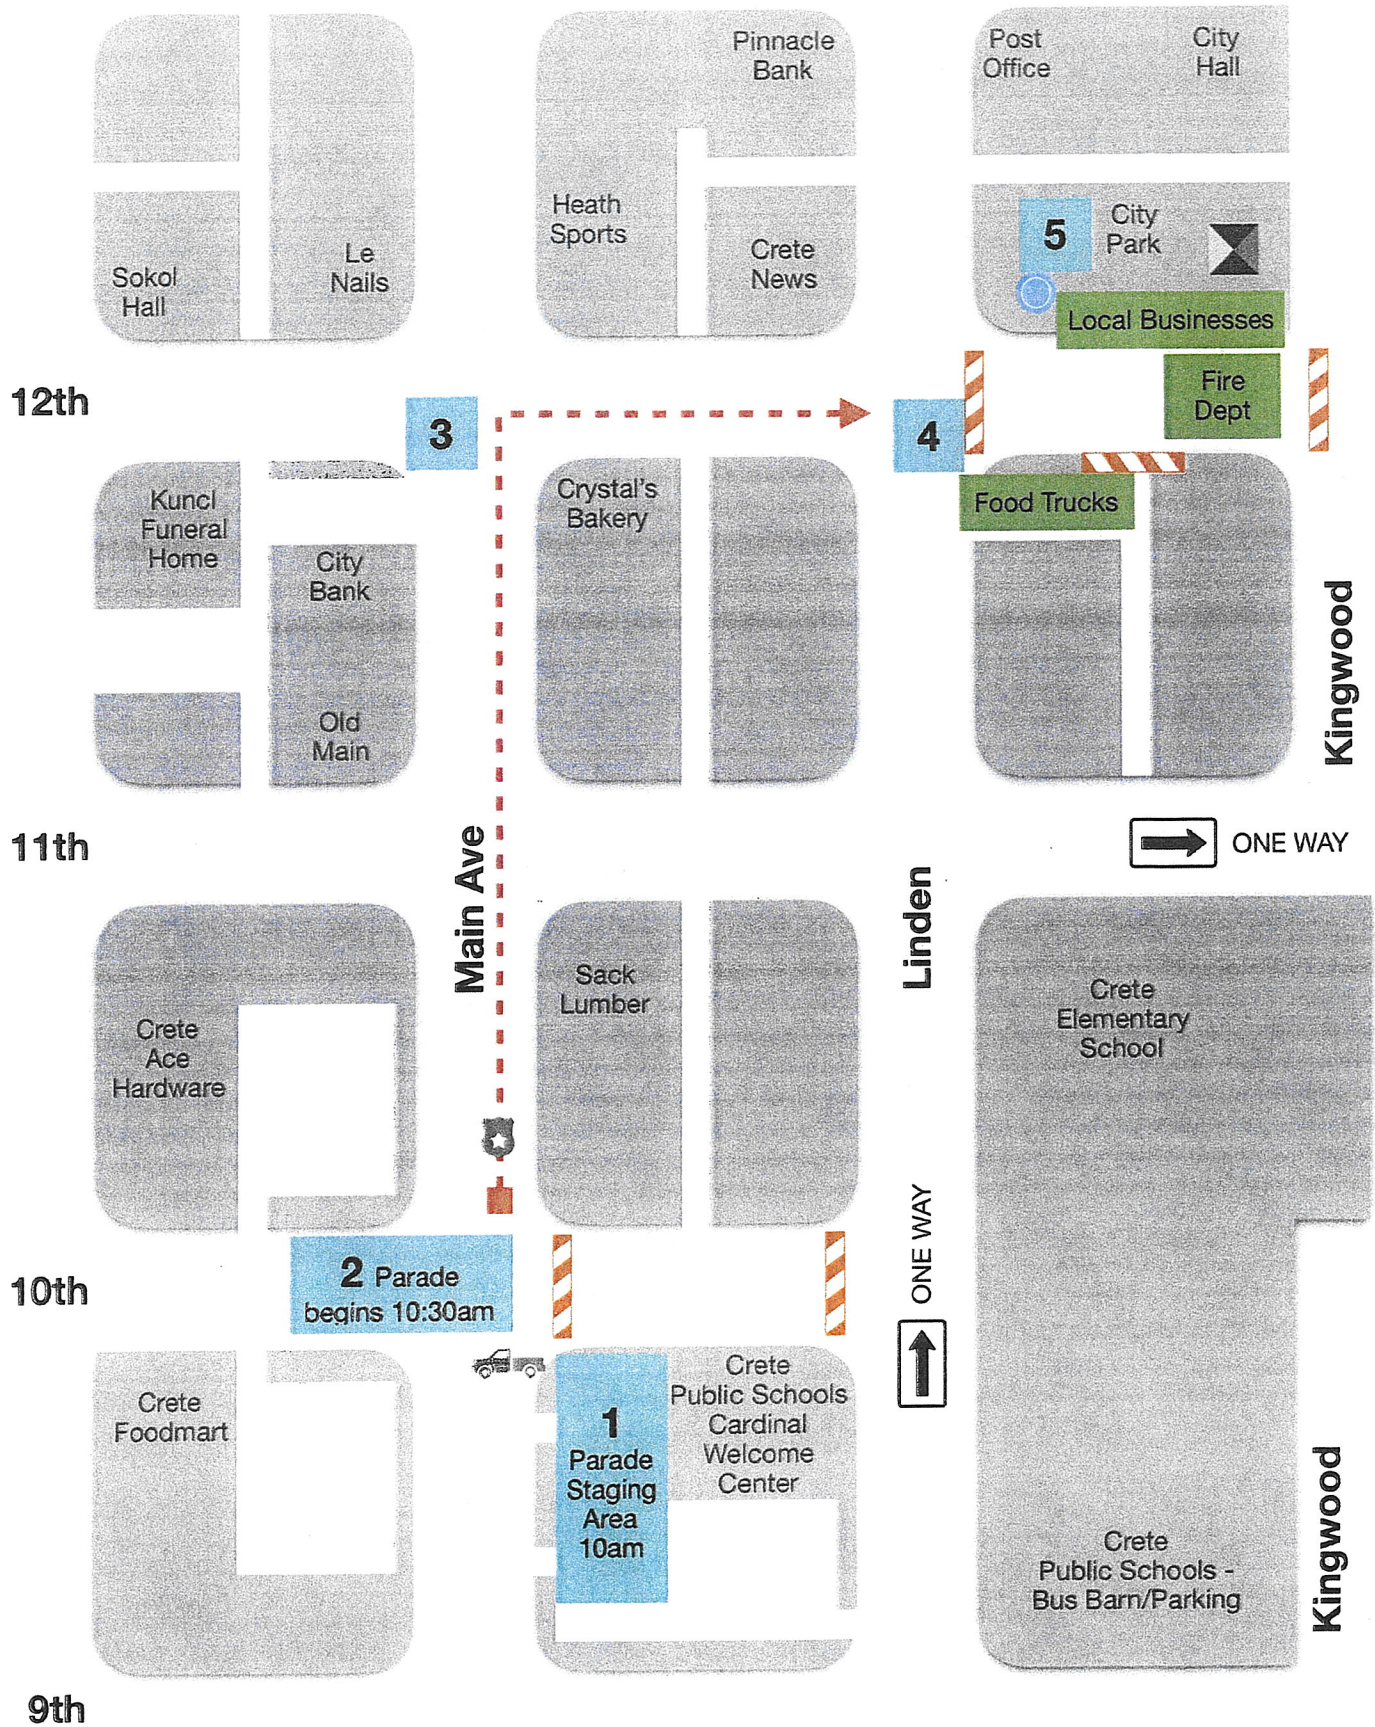 Pinnacle
Bank
Post
Office
City
Hall
Heath
Sports
Crete
News
Le
Nails
Sokol
Hall
5
City
Park
Local Businesses
12th
3
4
Fire
Dept
Kuncl
Funeral
Home
City
Bank
Old
Main
Crystal's
Bakery
Food Trucks
Kingwood
11th
Main Ave
Linden
ONE WAY
Crete
Ace
Hardware
Sack
Lumber
Crete
Elementary
School
10th
2 Parade
begins 10:30am
ONE WAY
Crete
Foodmart
1
Parade
Staging
Area
10am
Crete
Public Schools
Cardinal
Welcome
Center
Crete
Public Schools -
Bus Barn/Parking
Kingwood
9th